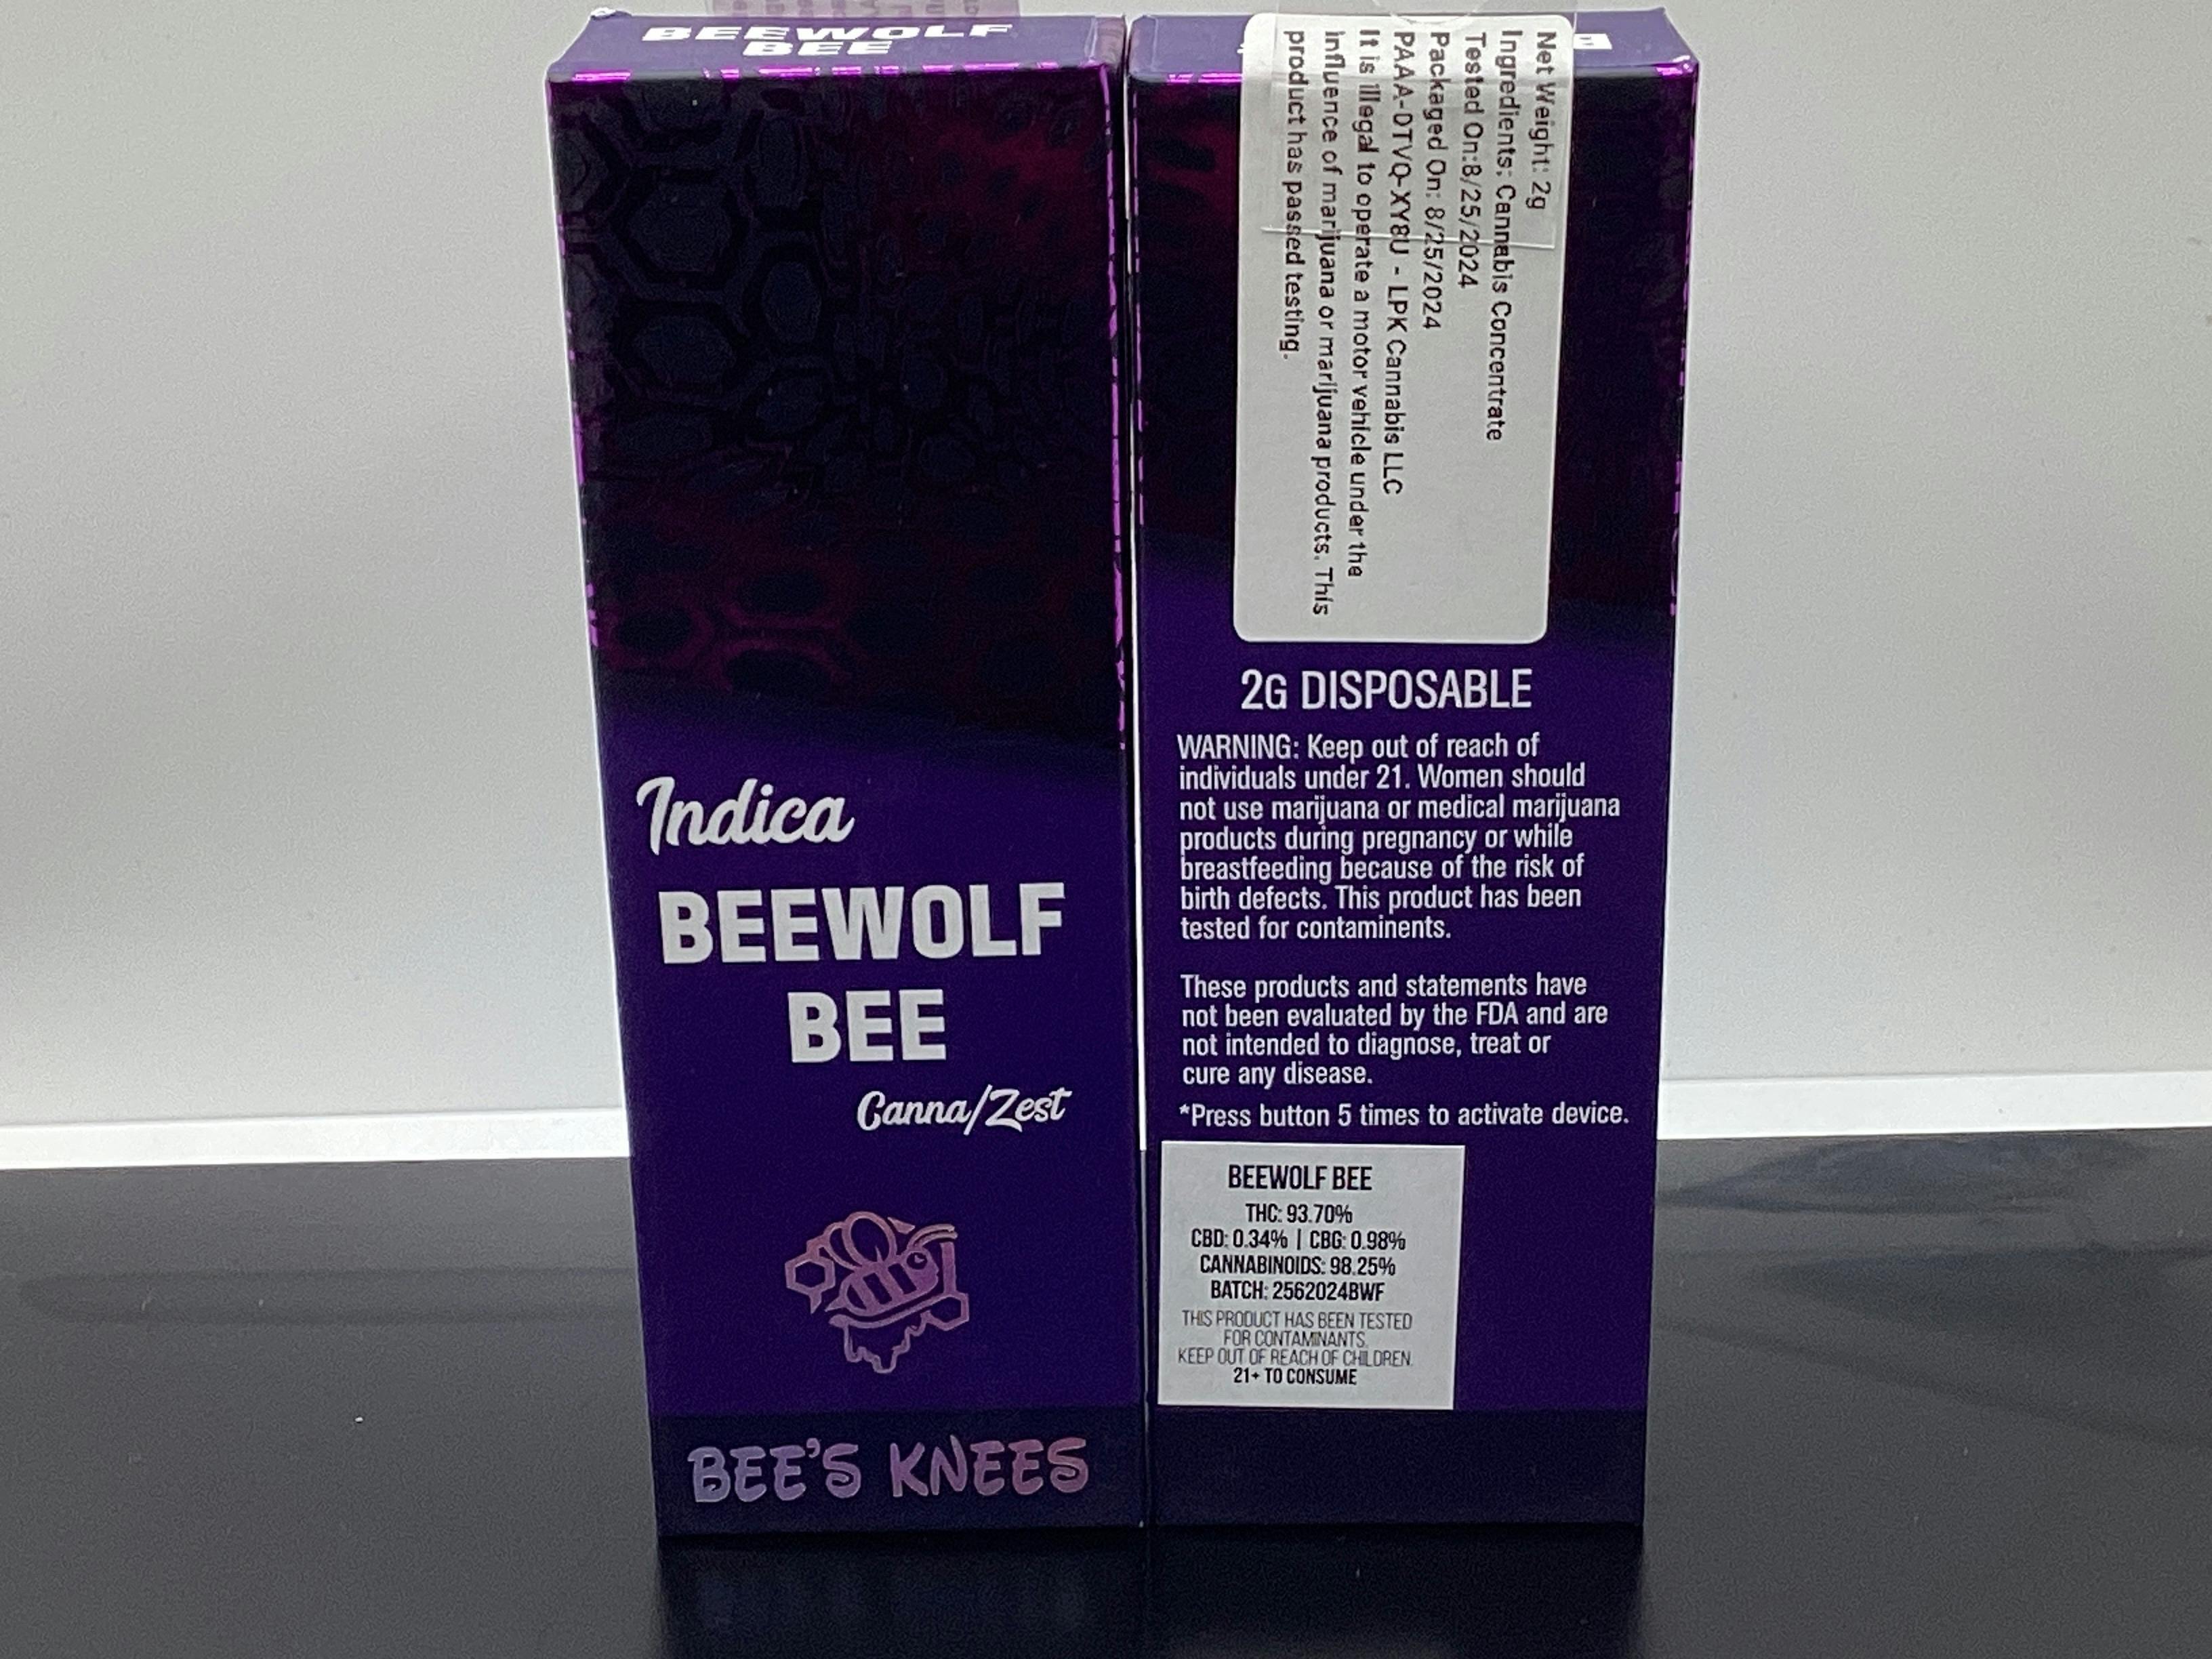 BEEWOLF
BEE
Indica
BEEWOLF
BEE
Canna/Zest
BEE'S KNEES
Net Weight: 2g
Ingredients: Cannabis Concentrate
Tested On:8/25/2024
Packaged On: 8/25/2024
PAAA-DTVQ-XY8U - LPK Cannabis LLC
It is illegal to operate a motor vehicle under the
influence of marijuana or marijuana products. This
product has passed testing.
2G DISPOSABLE
WARNING: Keep out of reach of
individuals under 21. Women should
not use marijuana or medical marijuana
products during pregnancy or while
breastfeeding because of the risk of
birth defects. This product has been
tested for contaminents.
These products and statements have
not been evaluated by the FDA and are
not intended to diagnose, treat or
cure any disease.
*Press button 5 times to activate device.
BEEWOLF BEE
THC: 93.70%
CBD: 0.34% | CBG: 0.98%
CANNABINOIDS: 98.25%
BATCH: 2562024BWF
THIS PRODUCT HAS BEEN TESTED
FOR CONTAMINANTS.
KEEP OUT OF REACH OF CHILDREN.
21+ TO CONSUME